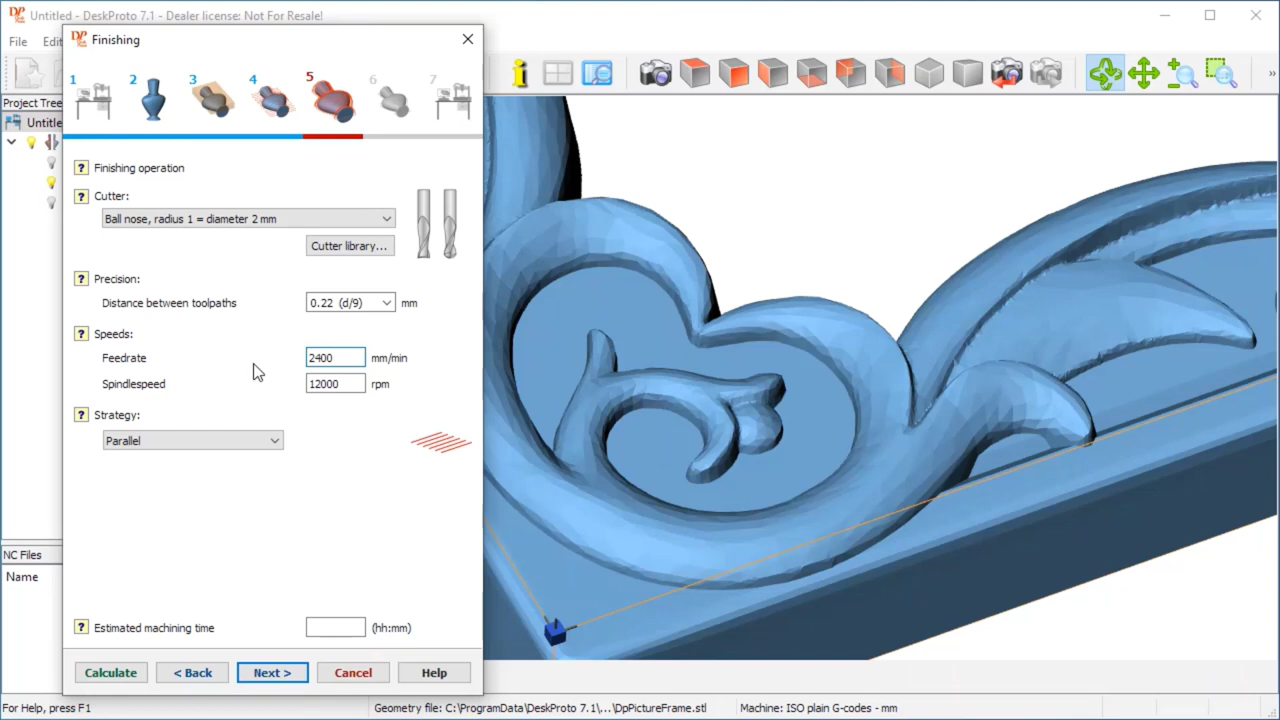 Untitled - DeskProto 7.1 - Dealer license: Not For Resale!
File Edi
Finishing
1 2 3 4 5 6 7
Project Tree
Untitle
? Finishing operation
? Cutter:
Ball nose, radius 1 = diameter 2 mm
Cutter library...
? Precision:
Distance between toolpaths 0.22 (d/9) mm
? Speeds:
Feedrate 2400 mm/min
Spindlespeed 12000 rpm
? Strategy:
Parallel
NC Files
Name
? Estimated machining time (hh:mm)
Calculate < Back Next > Cancel Help
For Help, press F1 Geometry file: C:\ProgramData\DeskProto 7.1\...\DpPictureFrame.stl Machine: ISO plain G-codes - mm